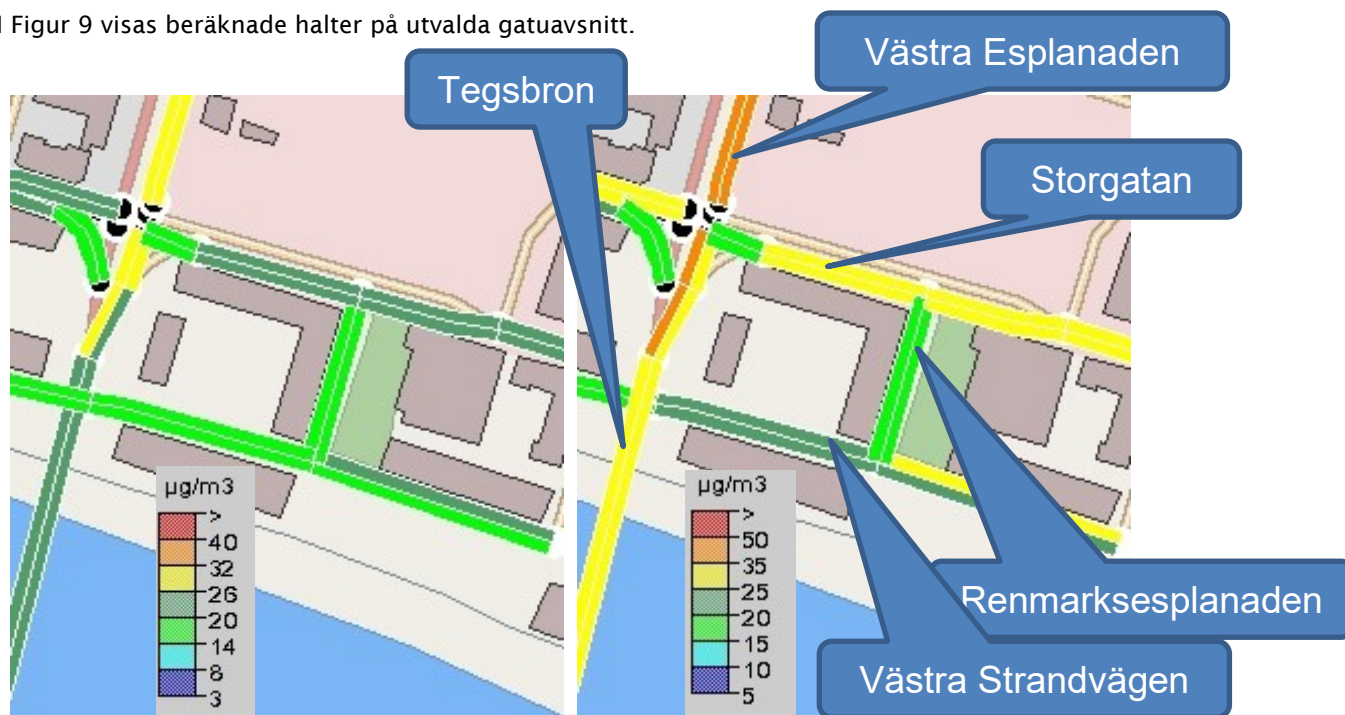 I Figur 9 visas beräknade halter på utvalda gatuavsnitt.
Västra Esplanaden
Tegsbron
Storgatan
µg/m3
>
40
32
26
20
14
8
3
µg/m3
>
50
35
25
20
15
10
5
Renmarksesplanaden
Västra Strandvägen